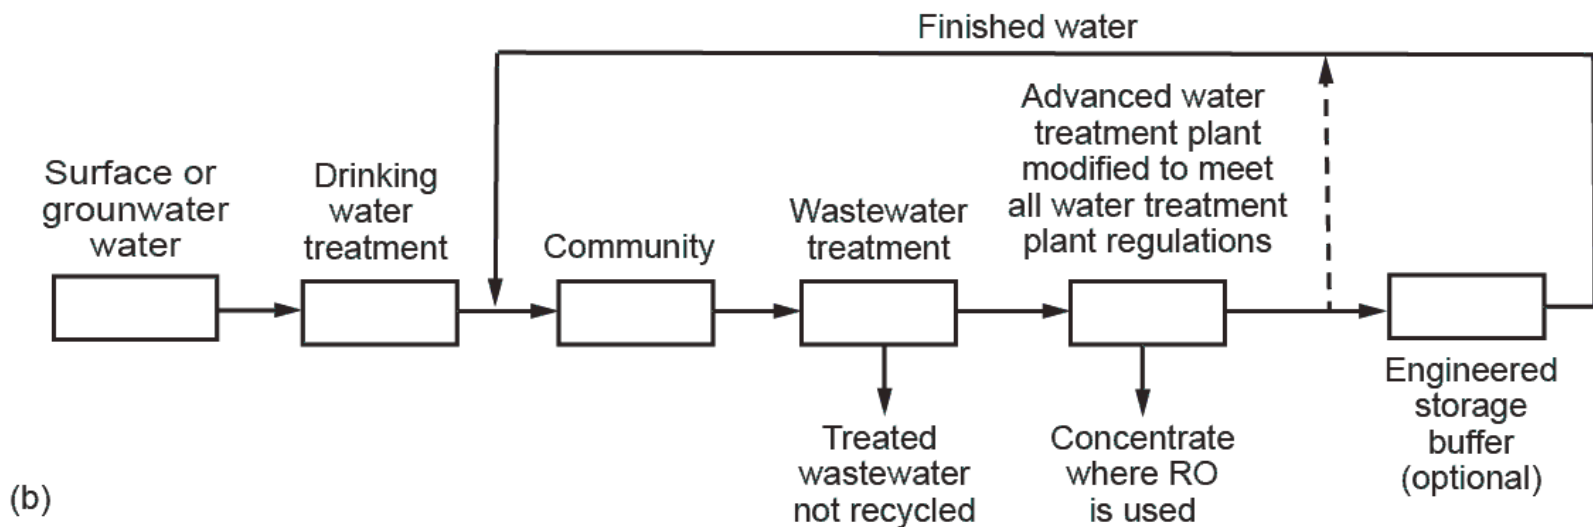 Finished water
Surface or
grounwater
water
Drinking
water
treatment
Community
Wastewater
treatment
Advanced water
treatment plant
modified to meet
all water treatment
plant regulations
Engineered
storage
buffer
(optional)
Treated
wastewater
not recycled
Concentrate
where RO
is used
(b)